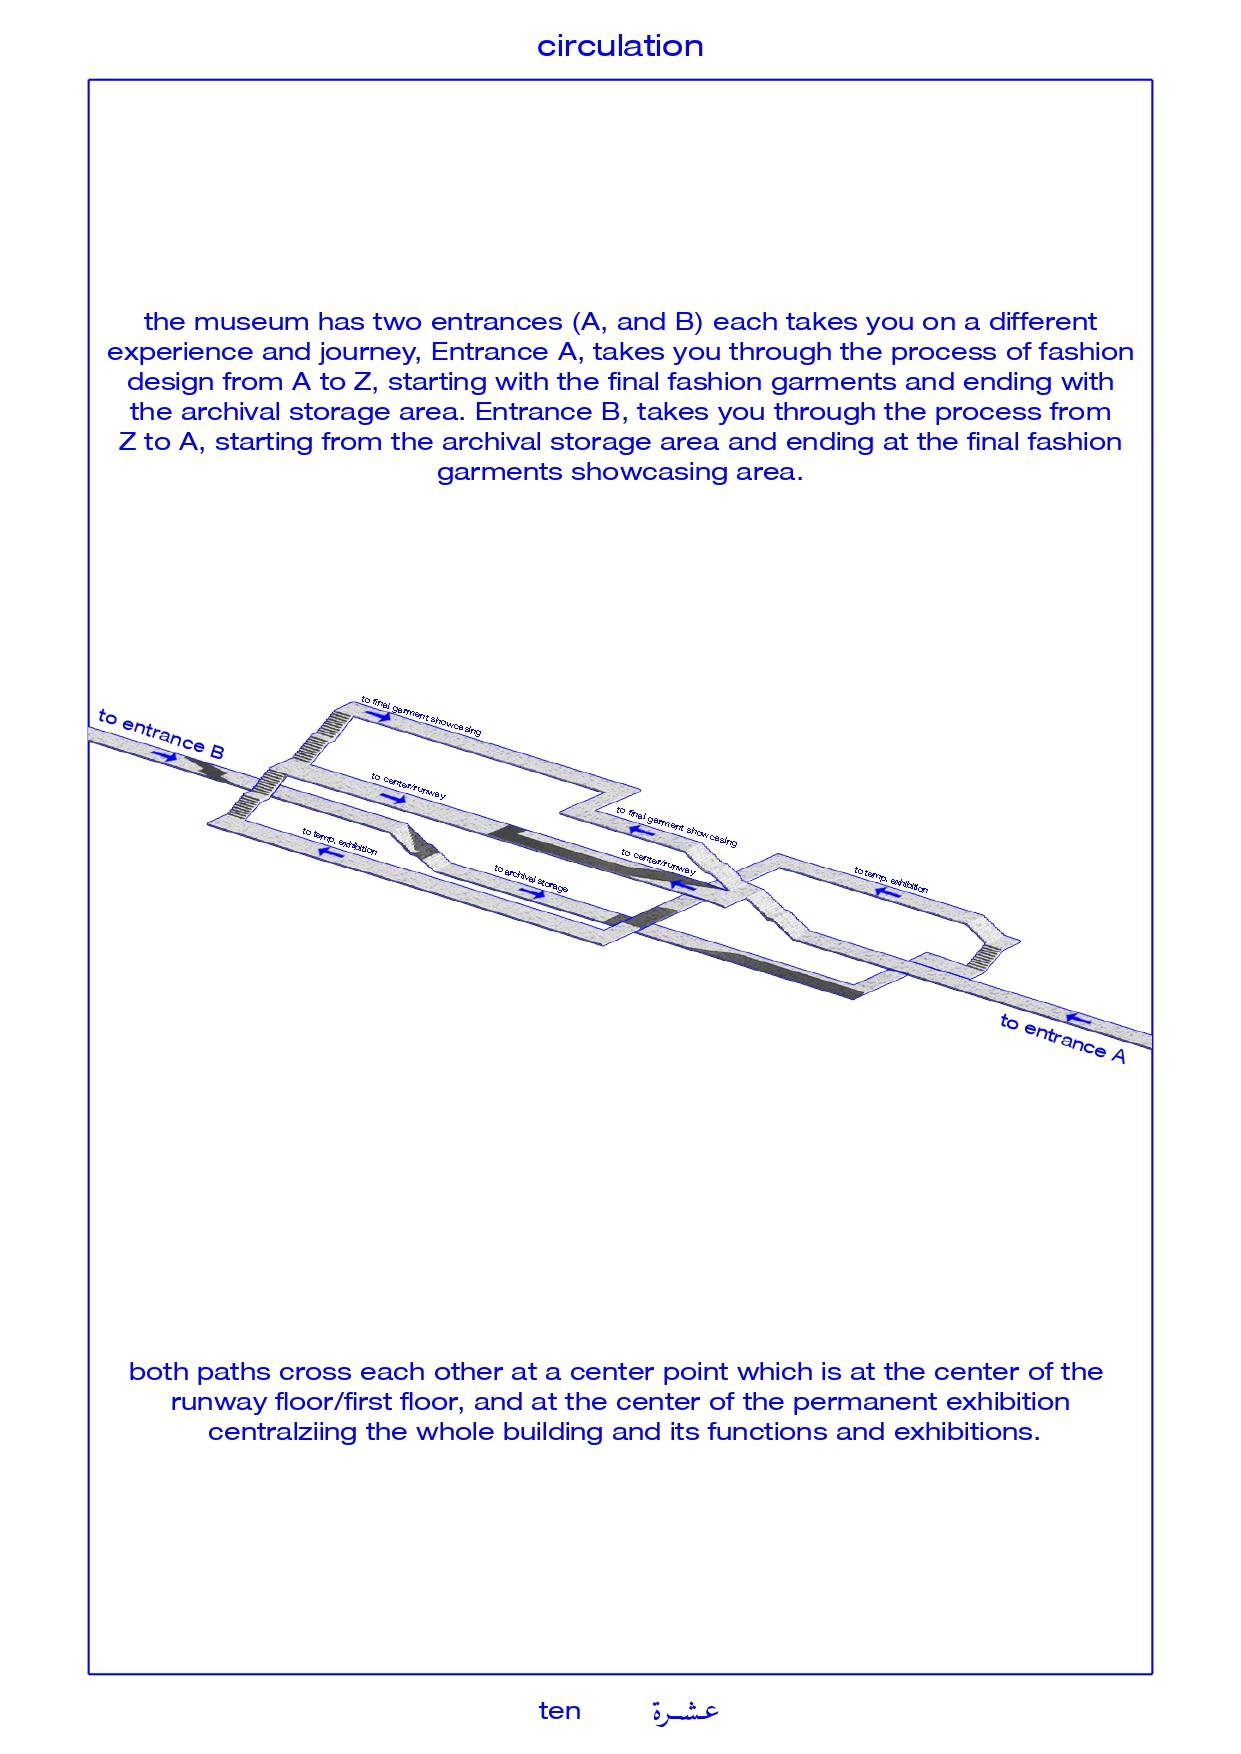 circulation
the museum has two entrances (A, and B) each takes you on a different
experience and journey, Entrance A, takes you through the process of fashion
design from A to Z, starting with the final fashion garments and ending with
the archival storage area. Entrance B, takes you through the process from
Z to A, starting from the archival storage area and ending at the final fashion
garments showcasing area.
to final garment showcasing
to entrance B
to center/runway
to final garment showcasing
to temp. exhibition
to center/runway
to archival storage
to temp. exhibition
to entrance A
both paths cross each other at a center point which is at the center of the
runway floor/first floor, and at the center of the permanent exhibition
centralziing the whole building and its functions and exhibitions.
ten عشرة